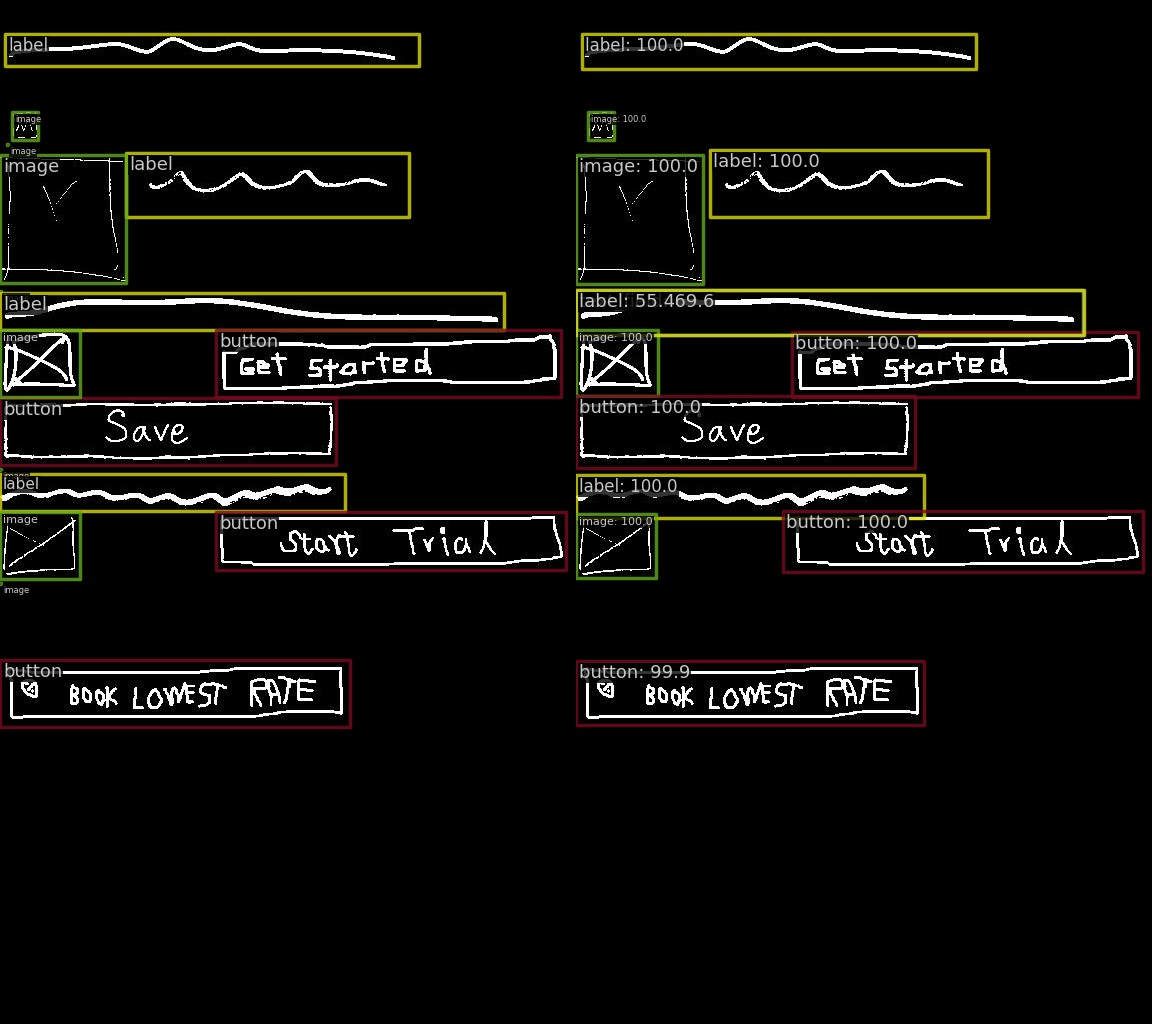 label label: 100.0
image image: 100.0
image
image label image: 100.0 label: 100.0
label label: 55.469.6
image button image: 100.0 button: 100.0
Get Started Get Started
button button: 100.0
Save Save
label label: 100.0
image button image: 100.0 button: 100.0
Start Trial Start Trial
image
button button: 99.9
BOOK LOWEST RATE BOOK LOWEST RATE